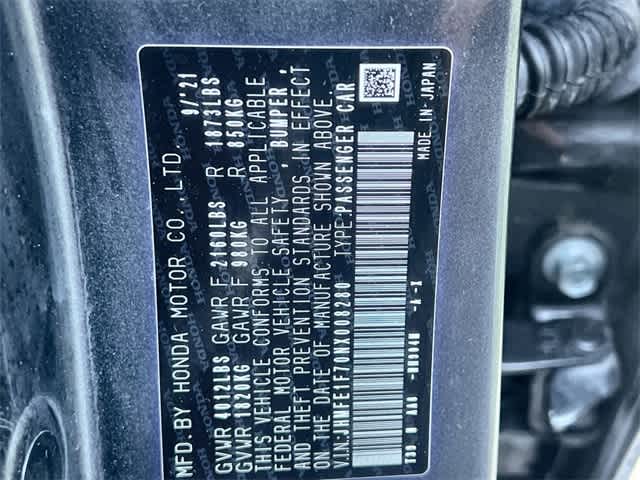 MFD.BY HONDA MOTOR CO.,LTD. 9/'21
GVWR 4012LBS GAWR F 2160LBS R 1873LBS
GVWR 1820KG GAWR F 980KG R 850KG
THIS VEHICLE CONFORMS TO ALL APPLICABLE
FEDERAL MOTOR VEHICLE SAFETY, BUMPER,
AND THEFT PREVENTION STANDARDS IN EFFECT
ON THE DATE OF MANUFACTURE SHOWN ABOVE.
V.I.N: JHMFE1F70NX008280 TYPE:PASSENGER CAR
-A-X
MADE IN JAPAN
HONDA